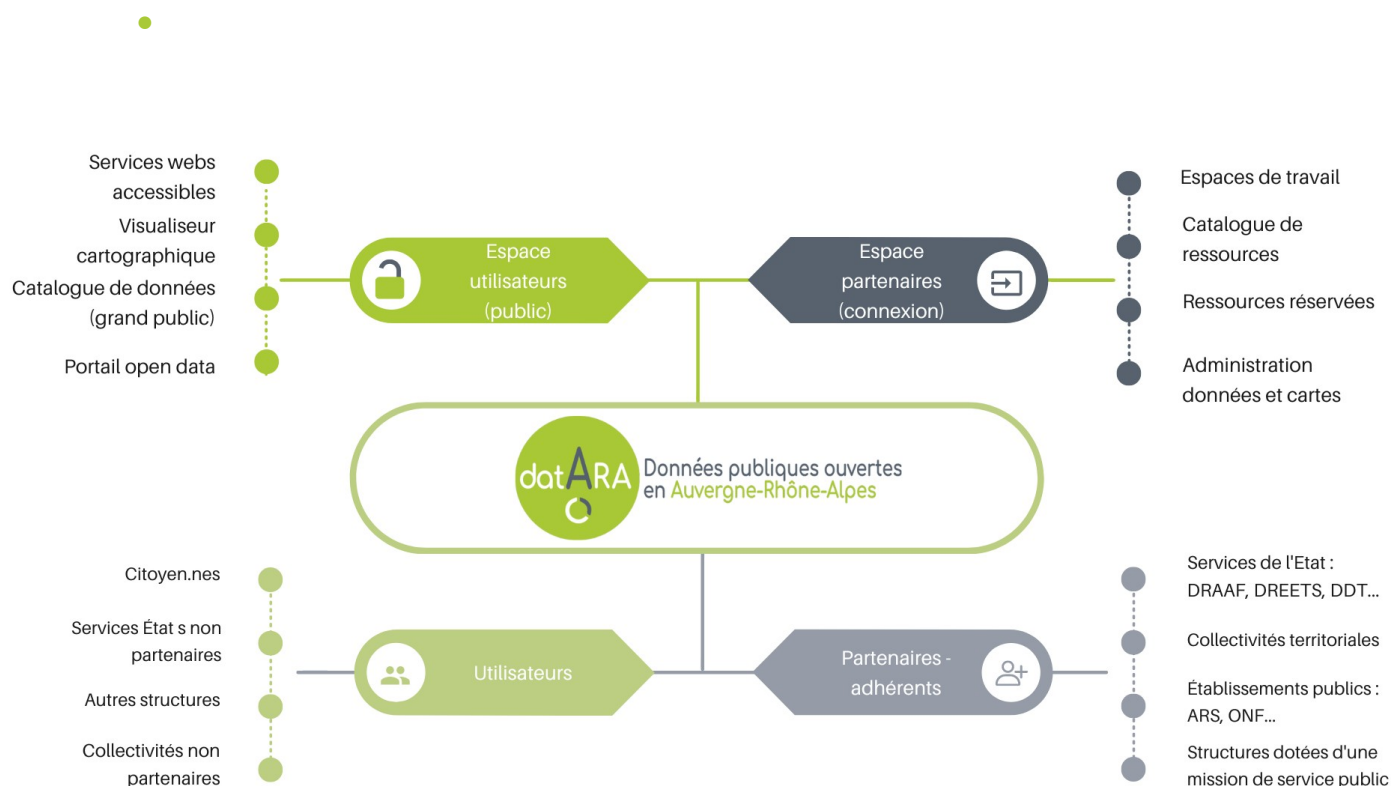 Services webs
accessibles
Visualiseur
cartographique
Catalogue de données
(grand public)
Portail open data
Espace
utilisateurs
(public)
Espace
partenaires
(connexion)
Espaces de travail
Catalogue de
ressources
Ressources réservées
Administration
données et cartes
datARA
Données publiques ouvertes
en Auvergne-Rhône-Alpes
Citoyen.nes
Services État s non
partenaires
Autres structures
Collectivités non
partenaires
Utilisateurs
Partenaires -
adhérents
Services de l'Etat :
DRAAF, DREETS, DDT...
Collectivités territoriales
Établissements publics :
ARS, ONF...
Structures dotées d'une
mission de service public